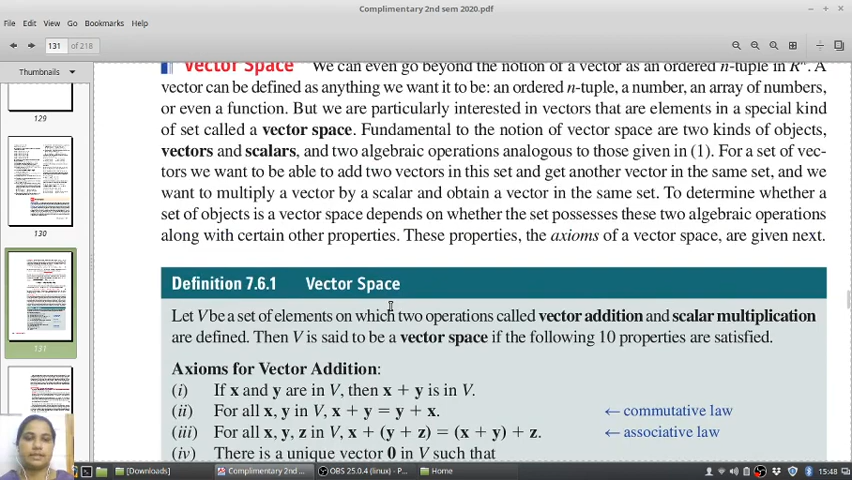 Complimentary 2nd sem 2020.pdf
File Edit View Go Bookmarks Help
131 of 218
Thumbnails
129
130
131
Vector Space We can even go beyond the notion of a vector as an ordered n-tuple in Rⁿ. A
vector can be defined as anything we want it to be: an ordered n-tuple, a number, an array of numbers,
or even a function. But we are particularly interested in vectors that are elements in a special kind
of set called a vector space. Fundamental to the notion of vector space are two kinds of objects,
vectors and scalars, and two algebraic operations analogous to those given in (1). For a set of vec-
tors we want to be able to add two vectors in this set and get another vector in the same set, and we
want to multiply a vector by a scalar and obtain a vector in the same set. To determine whether a
set of objects is a vector space depends on whether the set possesses these two algebraic operations
along with certain other properties. These properties, the axioms of a vector space, are given next.
Definition 7.6.1 Vector Space
Let V be a set of elements on which two operations called vector addition and scalar multiplication
are defined. Then V is said to be a vector space if the following 10 properties are satisfied.
Axioms for Vector Addition:
(i) If x and y are in V, then x + y is in V.
(ii) For all x, y in V, x + y = y + x. ← commutative law
(iii) For all x, y, z in V, x + (y + z) = (x + y) + z. ← associative law
(iv) There is a unique vector 0 in V such that
[Downloads] Complimentary 2nd ... OBS 25.0.4 (linux) - P... Home 15:48